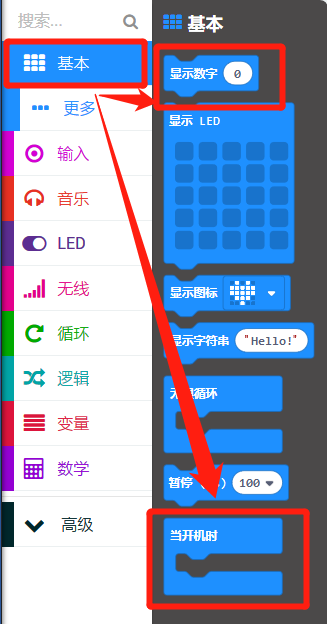 搜索...
基本
更多
输入
音乐
LED
无线
循环
逻辑
变量
数学
高级
基本
显示数字 0
显示 LED
显示图标
显示字符串 "Hello!"
循环
暂停 100
当开机时